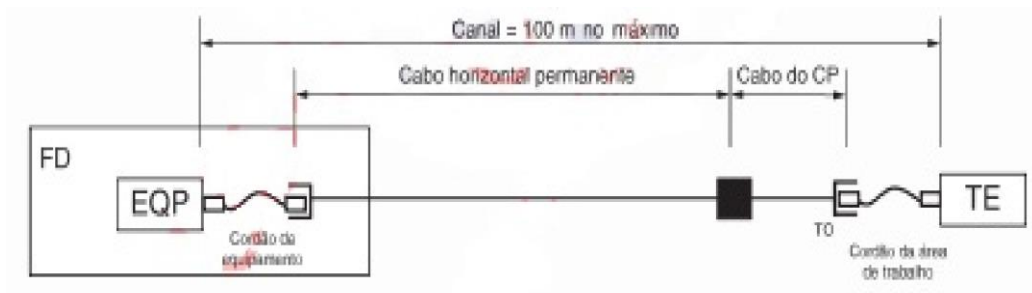 Canal = 100 m no máximo
Cabo horizontal permanente
Cabo do CP
FD
EQP
TE
TO
Cordão da
equipamento
Cordão da área
de trabalho